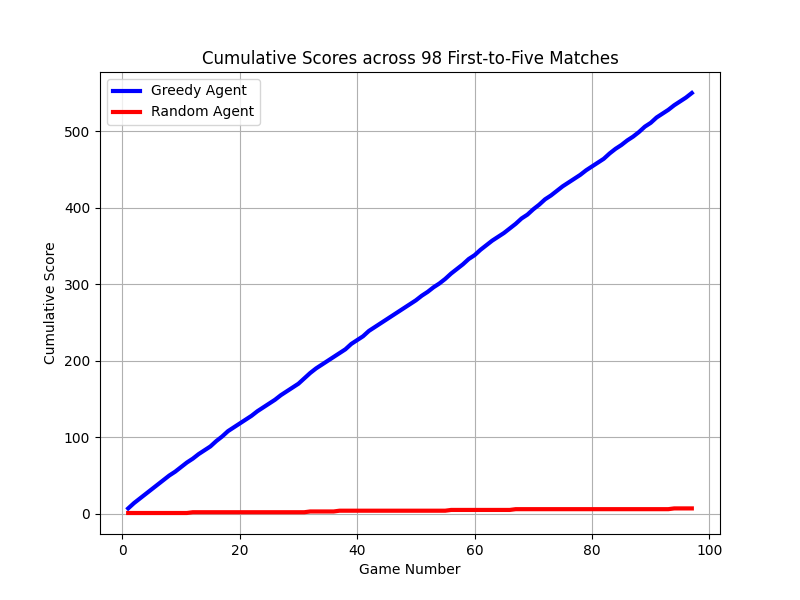 Cumulative Scores across 98 First-to-Five Matches
Greedy Agent
Random Agent
Cumulative Score
500
400
300
200
100
0
0 20 40 60 80 100
Game Number